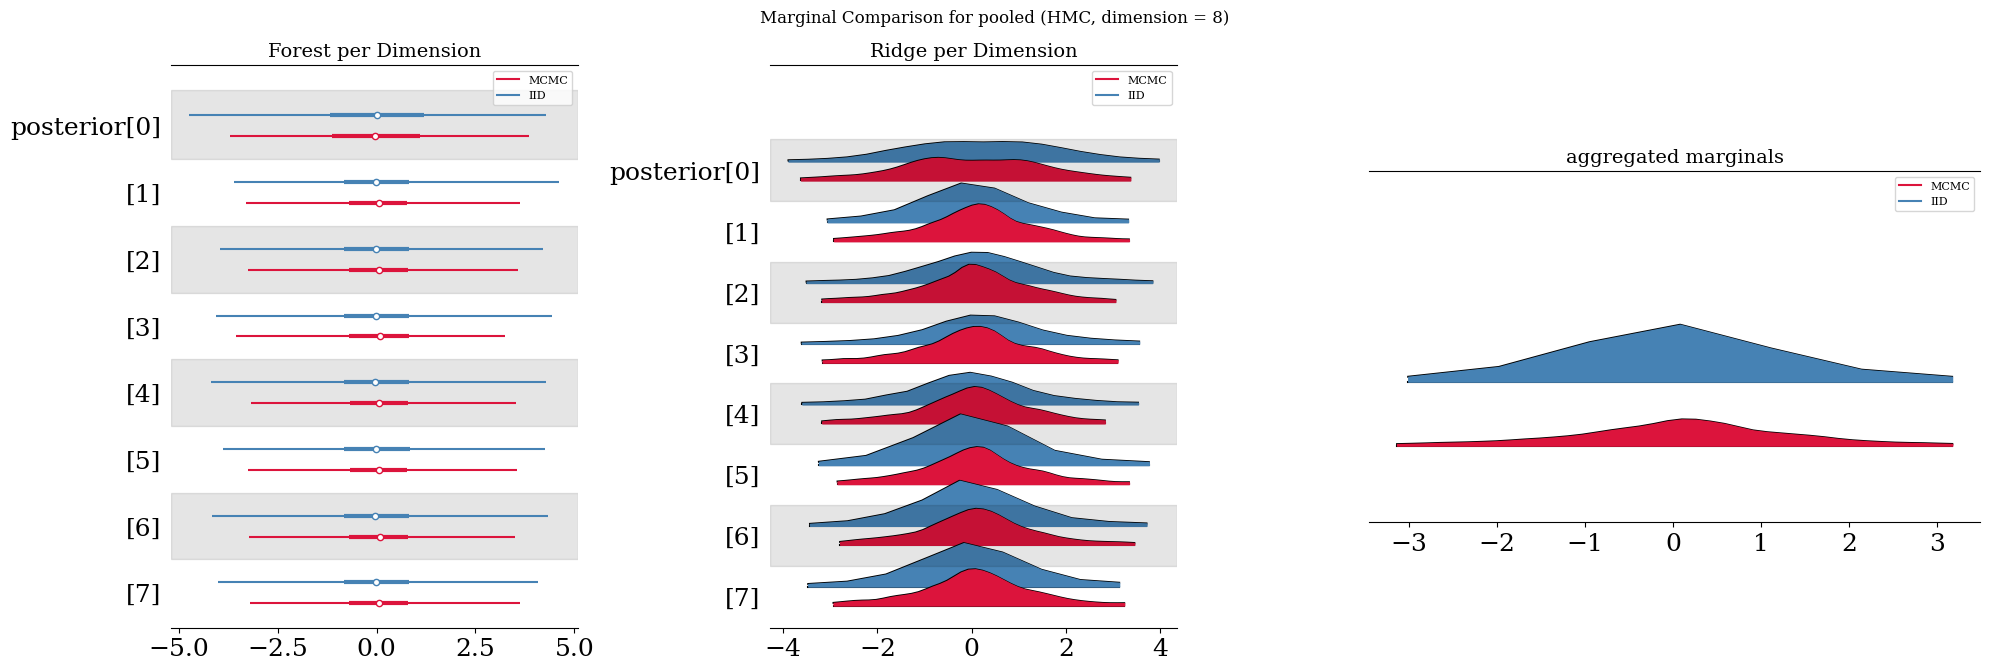 Marginal Comparison for pooled (HMC, dimension = 8)
Forest per Dimension
MCMC
IID
posterior[0]
[1]
[2]
[3]
[4]
[5]
[6]
[7]
−5.0 −2.5 0.0 2.5 5.0
Ridge per Dimension
MCMC
IID
posterior[0]
[1]
[2]
[3]
[4]
[5]
[6]
[7]
−4 −2 0 2 4
aggregated marginals
MCMC
IID
−3 −2 −1 0 1 2 3